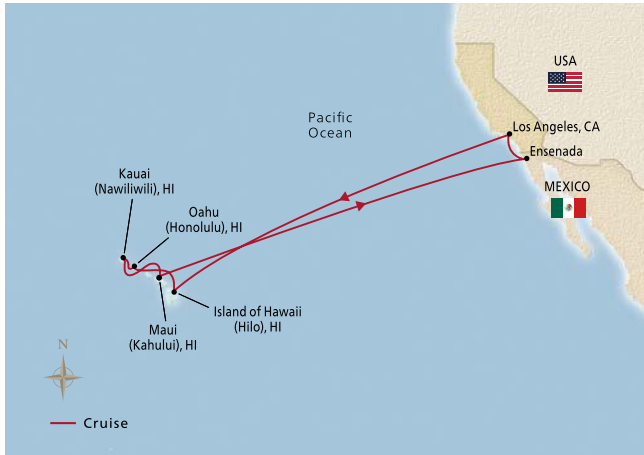 USA
Pacific
Ocean
Los Angeles, CA
Ensenada
Kauai
(Nawiliwili), HI
MEXICO
Oahu
(Honolulu), HI
Island of Hawaii
(Hilo), HI
Maui
(Kahului), HI
N
Cruise